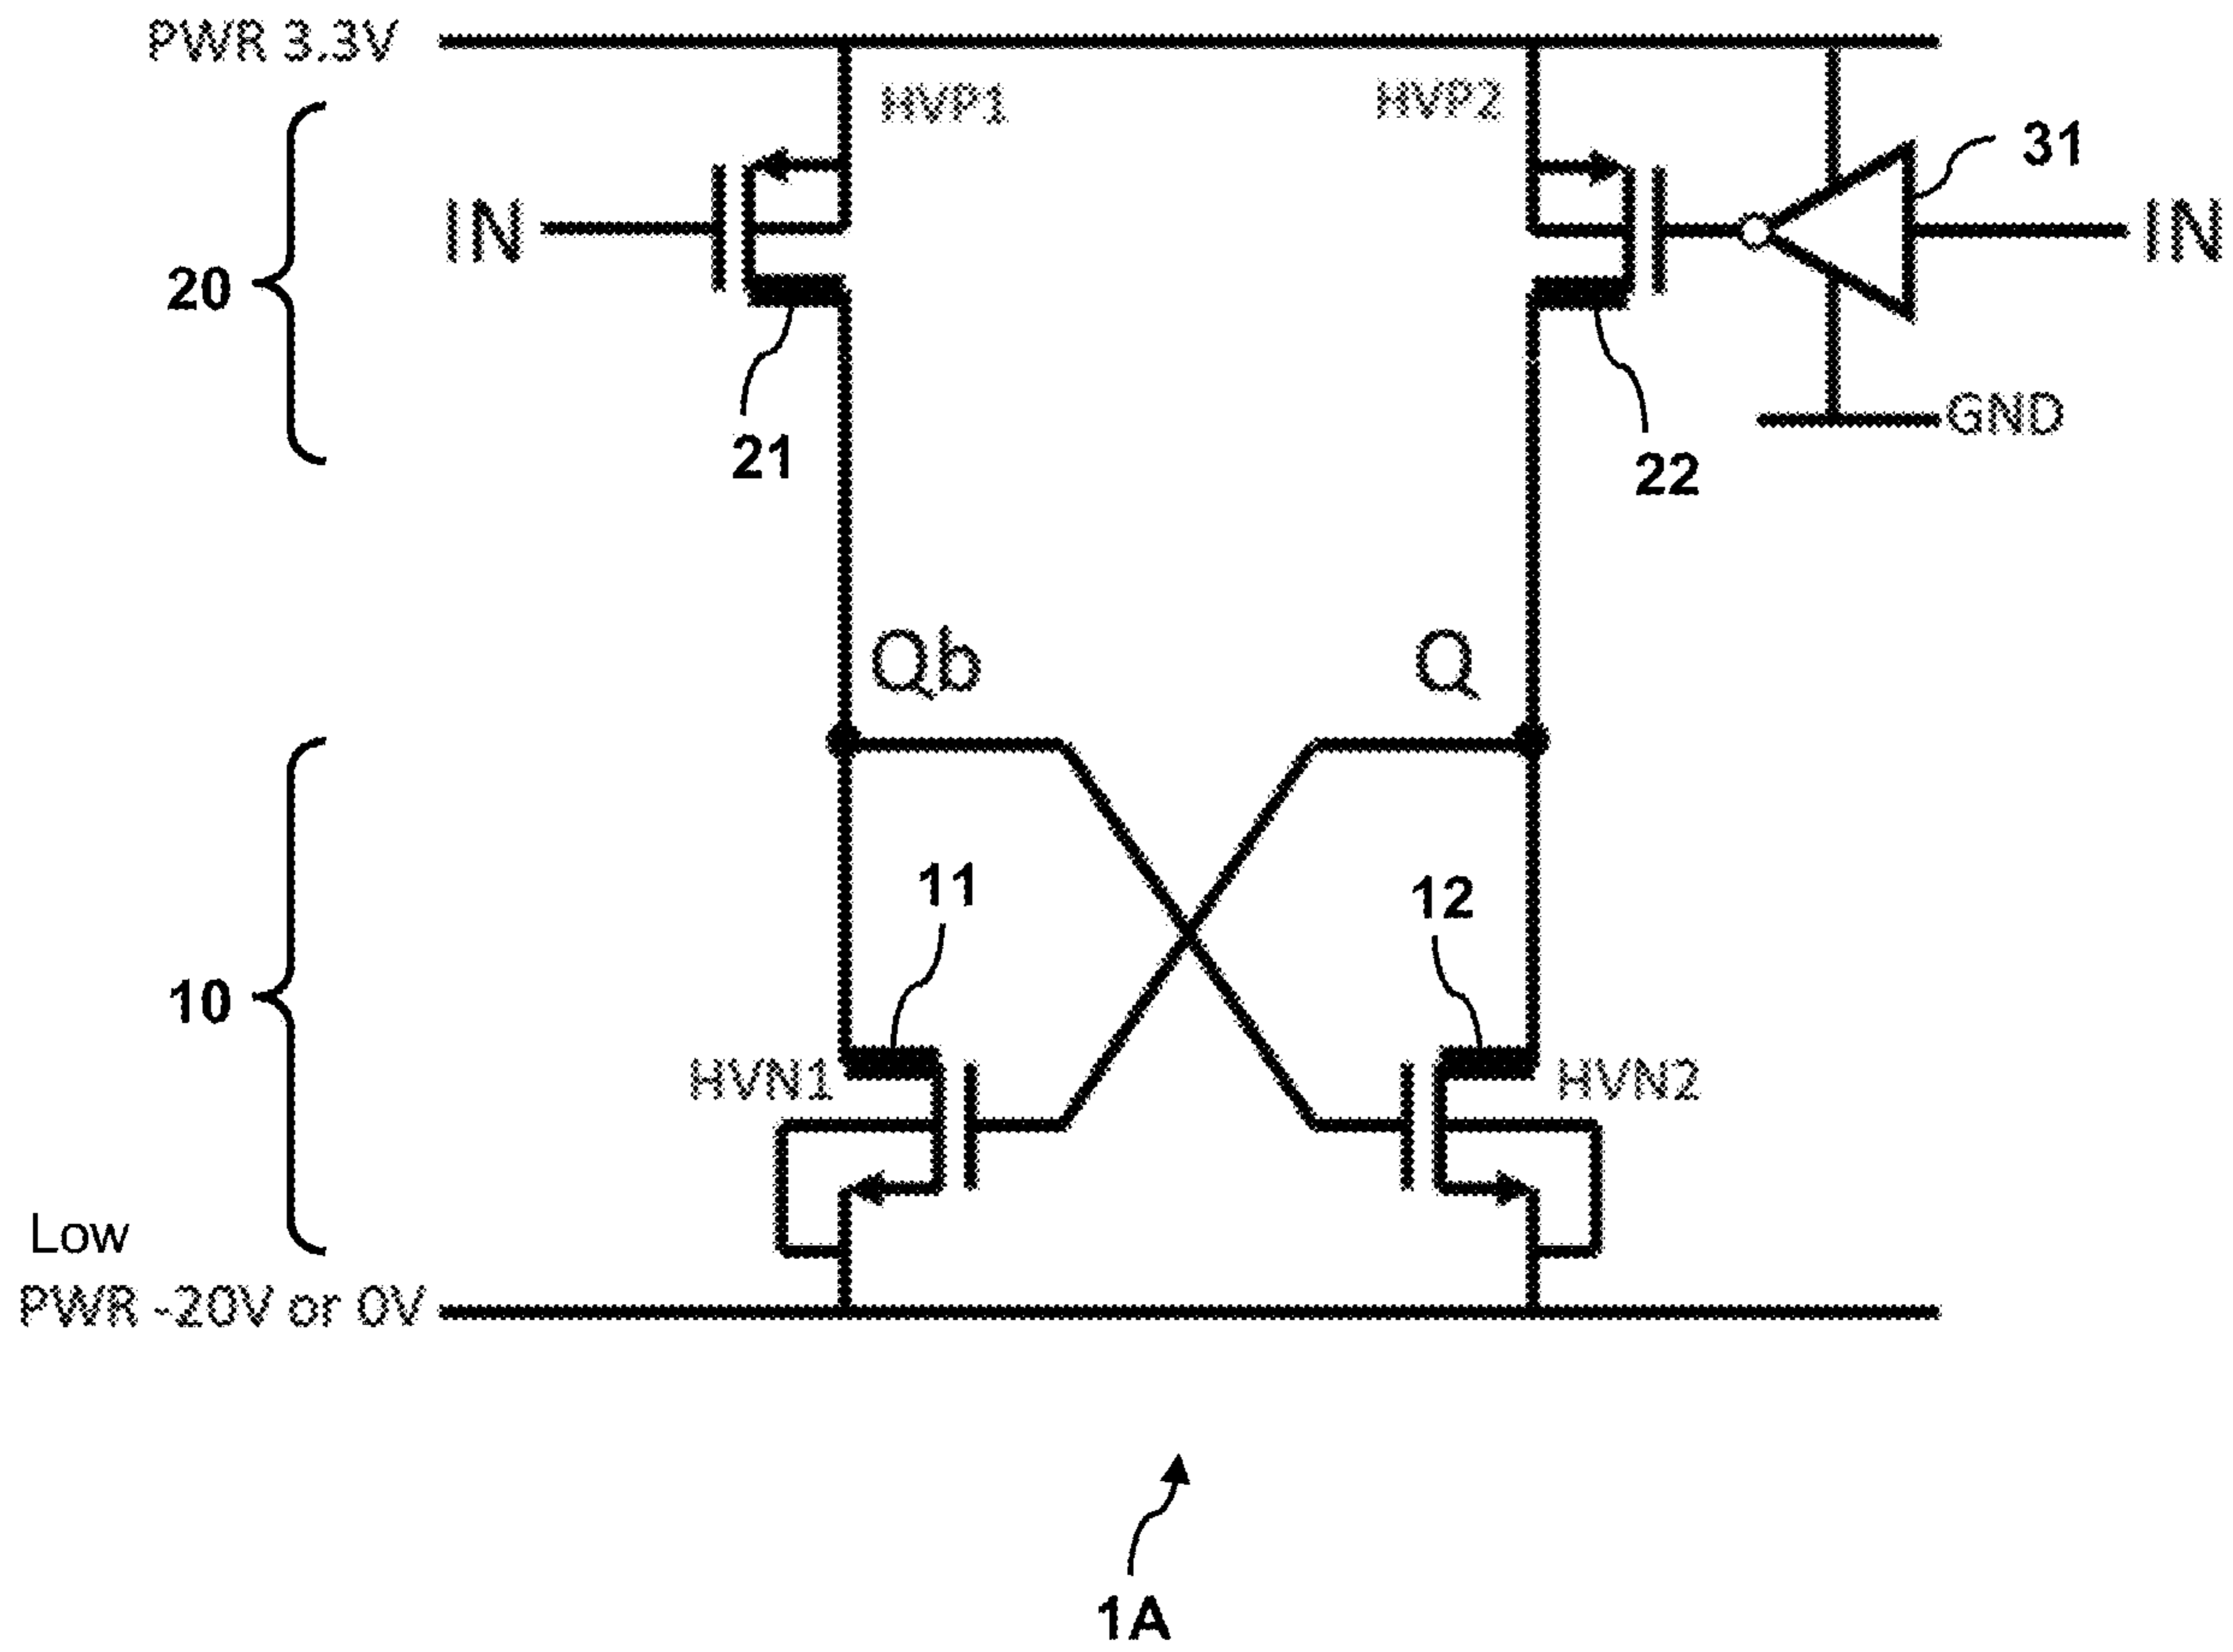 PWR 3.3V
HVP1
HVP2
31
IN
IN
20
GND
21
22
Qb
Q
11
12
10
HVN1
HVN2
Low
PWR -20V or 0V
1A